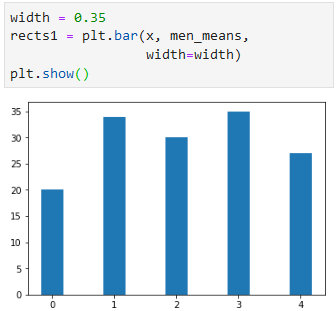 width = 0.35
rects1 = plt.bar(x, men_means,
width=width)
plt.show()
35
30
25
20
15
10
5
0
0 1 2 3 4